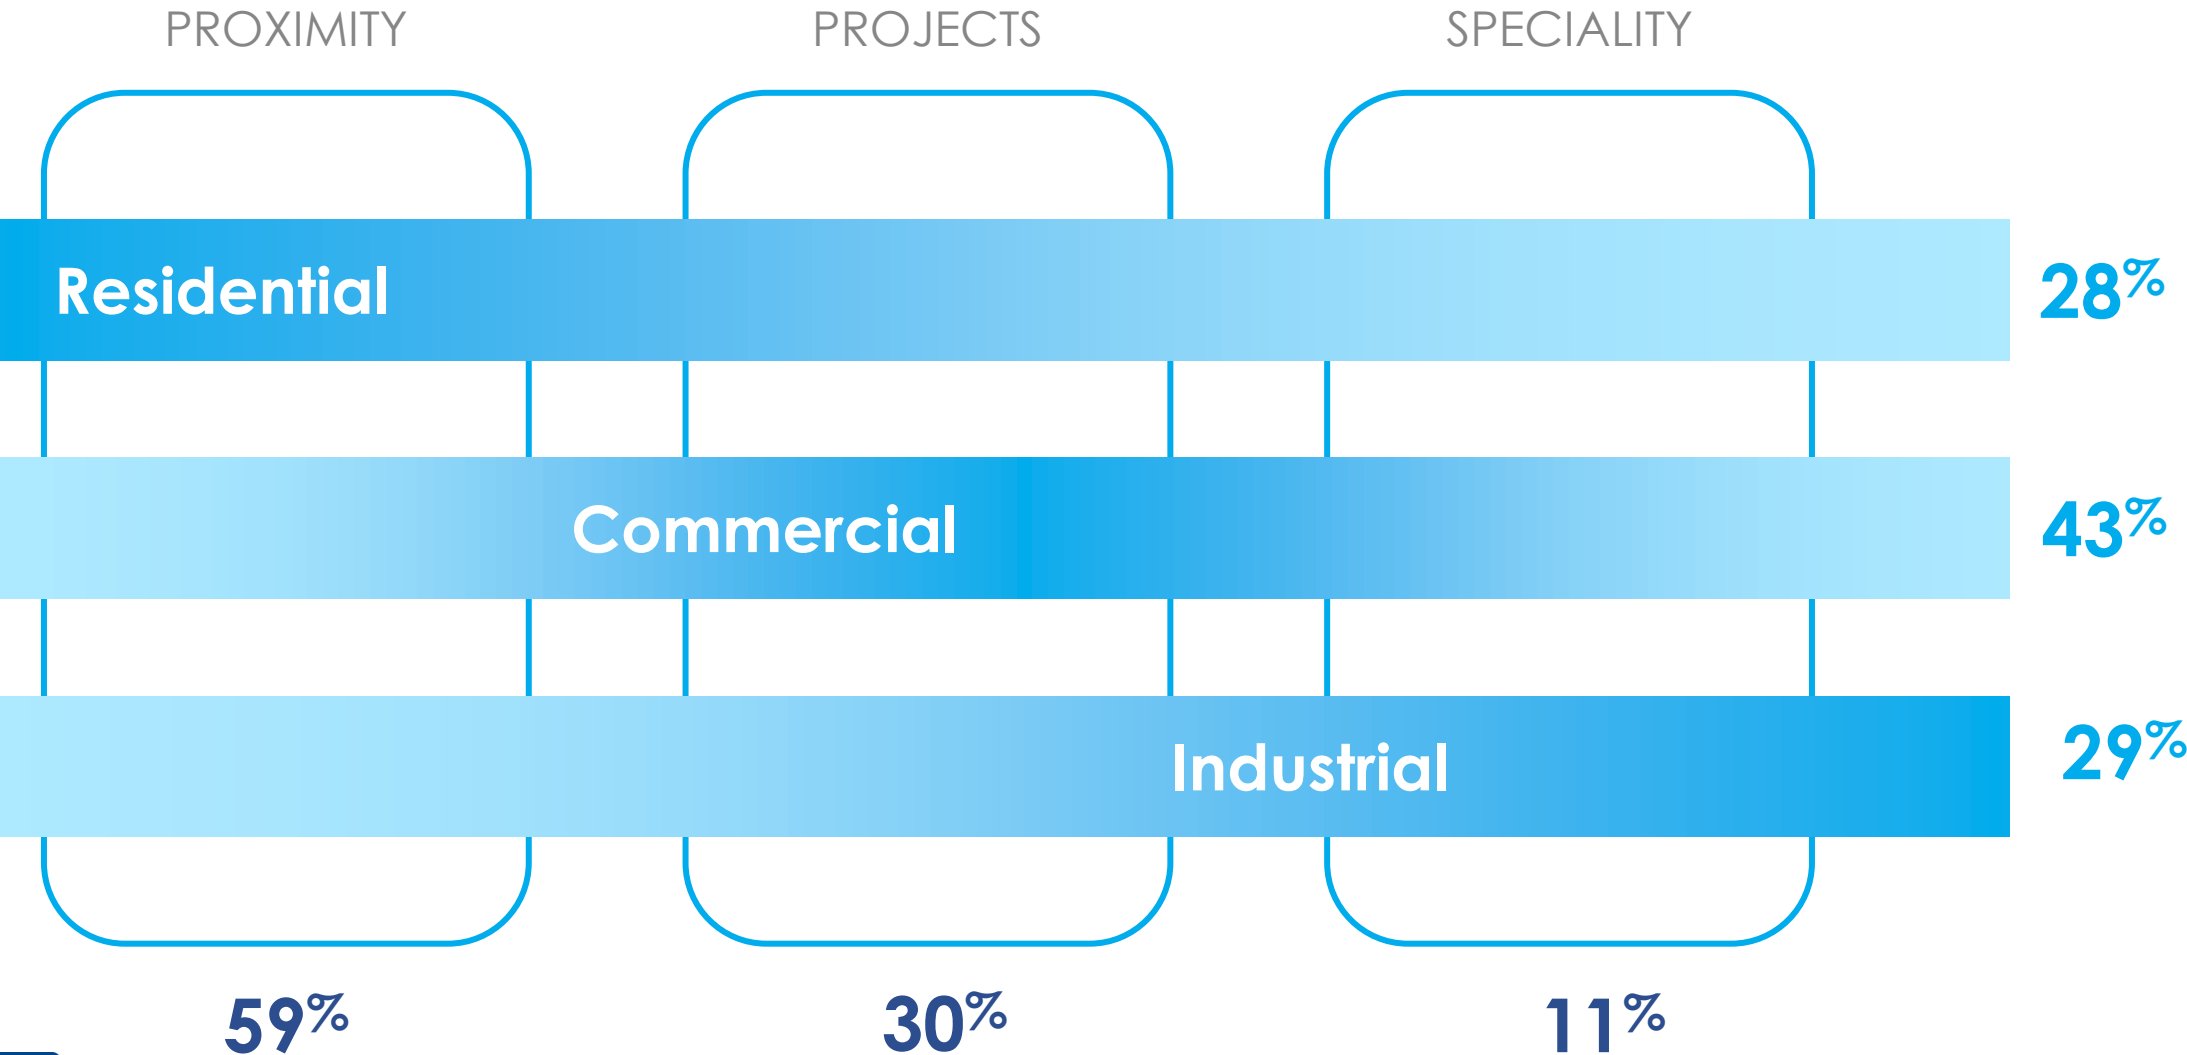 PROXIMITY PROJECTS SPECIALITY
Residential 28%
Commercial 43%
Industrial 29%
59% 30% 11%